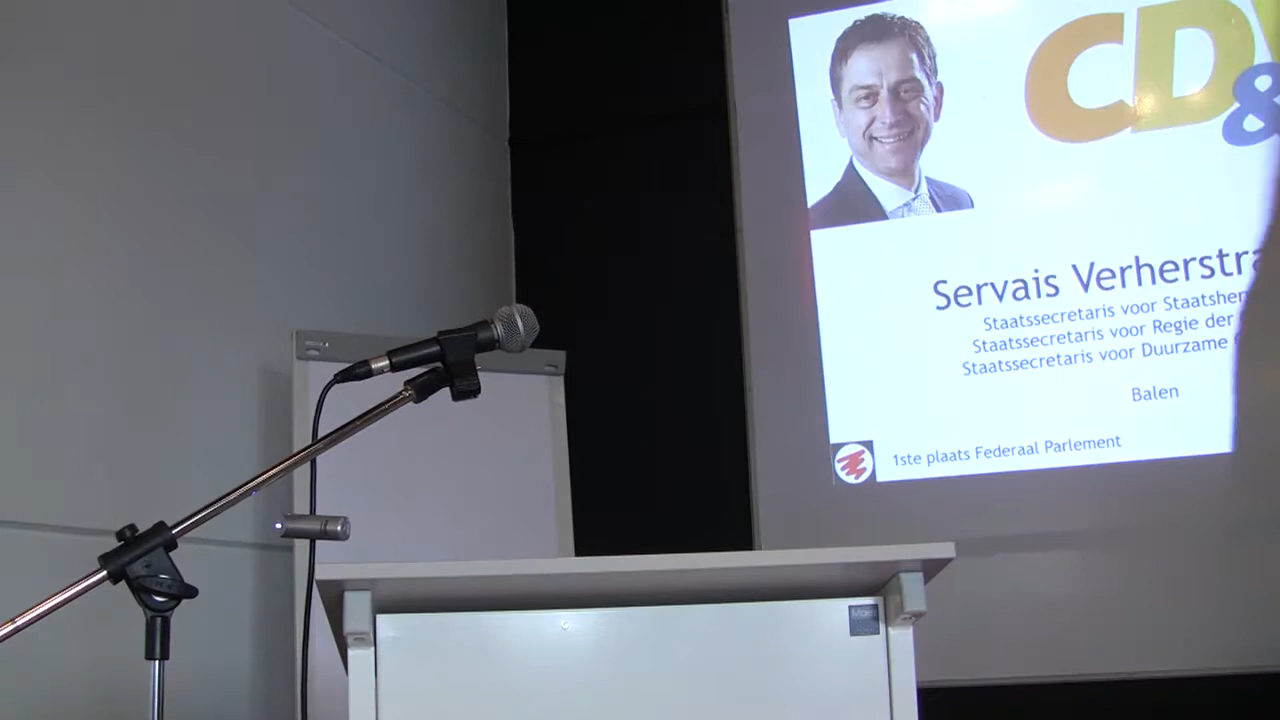 CD
&
Servais Verherstra
Staatssecretaris voor Staatsher
Staatssecretaris voor Regie der
Staatssecretaris voor Duurzame
Balen
1ste plaats Federaal Parlement